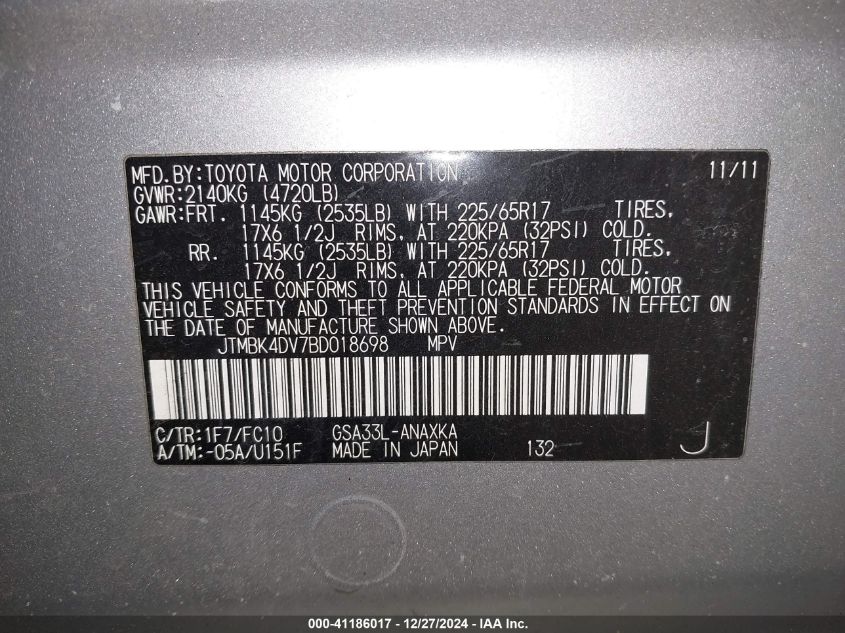 MFD.BY:TOYOTA MOTOR CORPORATION 11/11
GVWR:2140KG (4720LB)
GAWR:FRT. 1145KG (2535LB) WITH 225/65R17 TIRES,
17X6 1/2J RIMS, AT 220KPA (32PSI) COLD.
RR. 1145KG (2535LB) WITH 225/65R17 TIRES,
17X6 1/2J RIMS, AT 220KPA (32PSI) COLD.
THIS VEHICLE CONFORMS TO ALL APPLICABLE FEDERAL MOTOR
VEHICLE SAFETY AND THEFT PREVENTION STANDARDS IN EFFECT ON
THE DATE OF MANUFACTURE SHOWN ABOVE.
JTMBK4DV7BD018698 MPV
C/TR:1F7/FC10 GSA33L-ANAXKA
A/TM:-05A/U151F MADE IN JAPAN 132 J
000-41186017 - 12/27/2024 - IAA Inc.